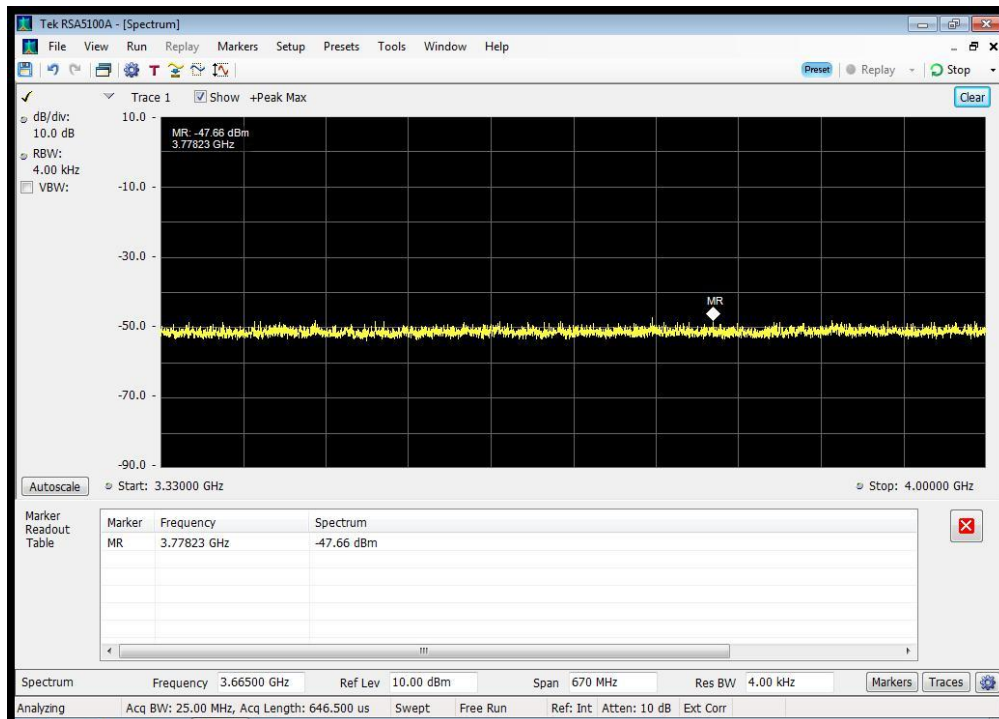 Tek RSA5100A - [Spectrum]
File View Run Replay Markers Setup Presets Tools Window Help
T Preset Replay Stop
Trace 1 Show +Peak Max Clear
dB/div:
10.0 dB
RBW:
4.00 kHz
VBW:
10.0
-10.0
-30.0
-50.0
-70.0
-90.0
MR: -47.66 dBm
3.77823 GHz
MR
Autoscale Start: 3.33000 GHz Stop: 4.00000 GHz
Marker
Readout
Table
Marker Frequency Spectrum
MR 3.77823 GHz -47.66 dBm
Spectrum Frequency 3.66500 GHz Ref Lev 10.00 dBm Span 670 MHz Res BW 4.00 kHz Markers Traces
Analyzing Acq BW: 25.00 MHz, Acq Length: 646.500 us Swept Free Run Ref: Int Atten: 10 dB Ext Corr